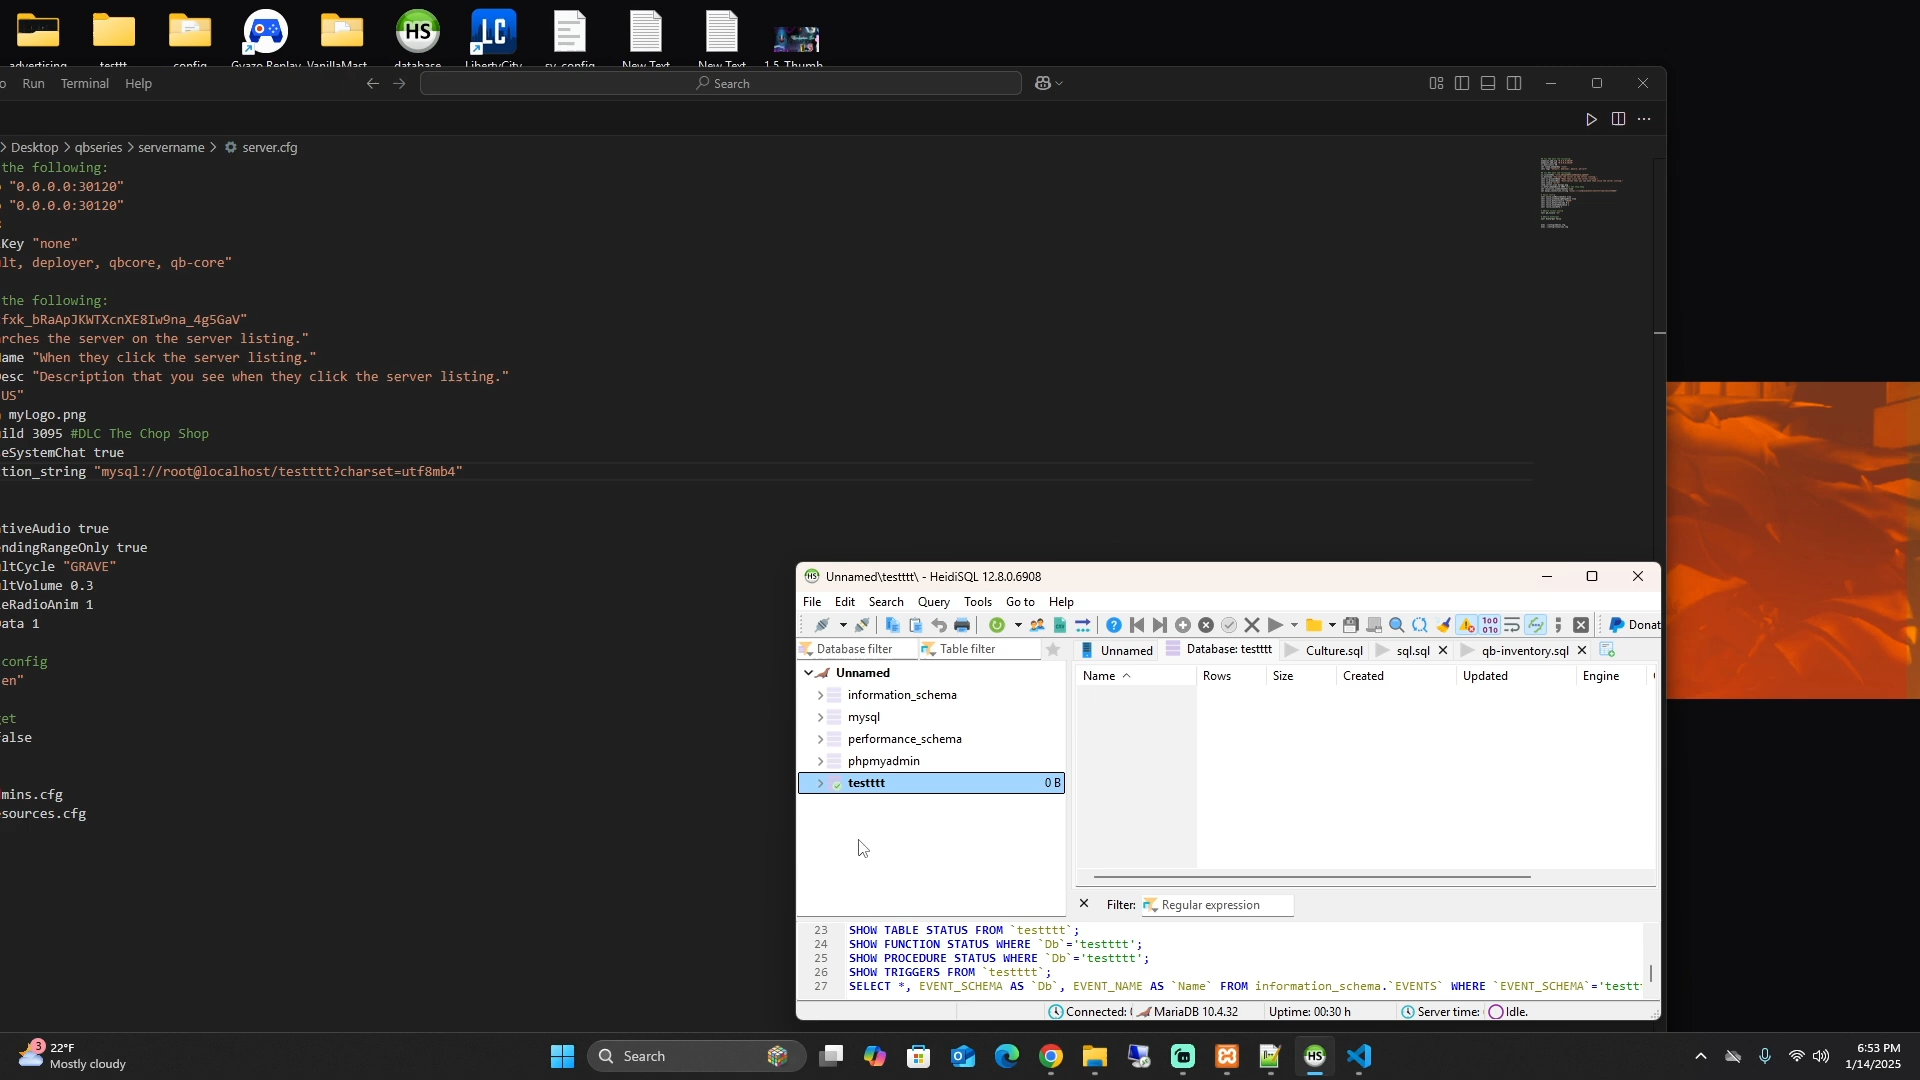 advertising
testtt
config
Gyazo Replay
VanillaMast
database
LibertyCity
sv_config
New Text
New Text
1.5 Thumb
Run Terminal Help
Search
Desktop > qbseries > servername > server.cfg
the following:
"0.0.0.0:30120"
"0.0.0.0:30120"
Key "none"
lt, deployer, qbcore, qb-core"
the following:
fxk_bRaApJKWTXcnXE8Iw9na_4g5GaV"
rches the server on the server listing."
ame "When they click the server listing."
esc "Description that you see when they click the server listing."
US"
myLogo.png
ild 3095 #DLC The Chop Shop
eSystemChat true
tion_string "mysql://root@localhost/testttt?charset=utf8mb4"
tiveAudio true
ndingRangeOnly true
ltCycle "GRAVE"
ltVolume 0.3
eRadioAnim 1
ata 1
config
en"
et
alse
mins.cfg
sources.cfg
Unnamed\testttt\ - HeidiSQL 12.8.0.6908
File Edit Search Query Tools Go to Help
Donat
Database filter Table filter
Unnamed Database: testttt Culture.sql sql.sql qb-inventory.sql
Unnamed
information_schema
mysql
performance_schema
phpmyadmin
testttt 0 B
Name Rows Size Created Updated Engine
Filter: Regular expression
23 SHOW TABLE STATUS FROM `testttt`;
24 SHOW FUNCTION STATUS WHERE `Db`='testttt';
25 SHOW PROCEDURE STATUS WHERE `Db`='testttt';
26 SHOW TRIGGERS FROM `testttt`;
27 SELECT *, EVENT_SCHEMA AS `Db`, EVENT_NAME AS `Name` FROM information_schema.`EVENTS` WHERE `EVENT_SCHEMA`='testtt
Connected: MariaDB 10.4.32 Uptime: 00:30 h Server time: Idle.
3
22°F
Mostly cloudy
Search
6:53 PM
1/14/2025